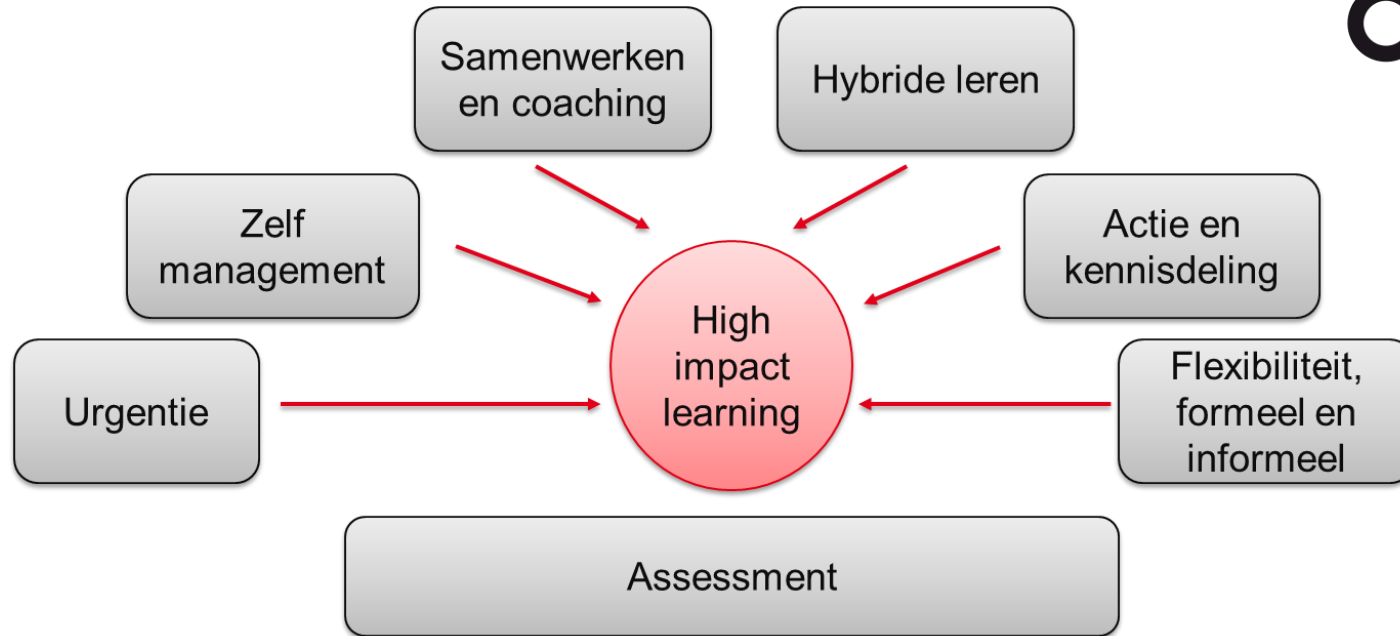 Samenwerken
en coaching
Hybride leren
Zelf
management
Actie en
kennisdeling
High
impact
learning
Urgentie
Flexibiliteit,
formeel en
informeel
Assessment